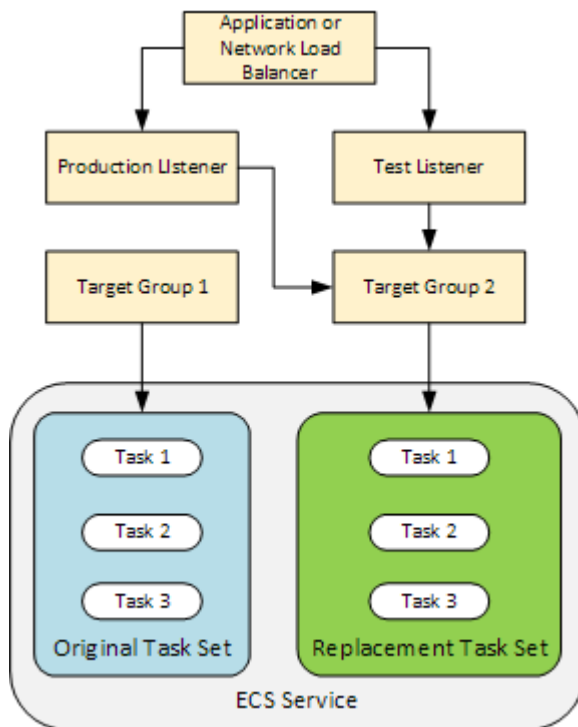 Application or
Network Load
Balancer
Production Listener
Test Listener
Target Group 1
Target Group 2
Task 1
Task 2
Task 3
Original Task Set
Task 1
Task 2
Task 3
Replacement Task Set
ECS Service